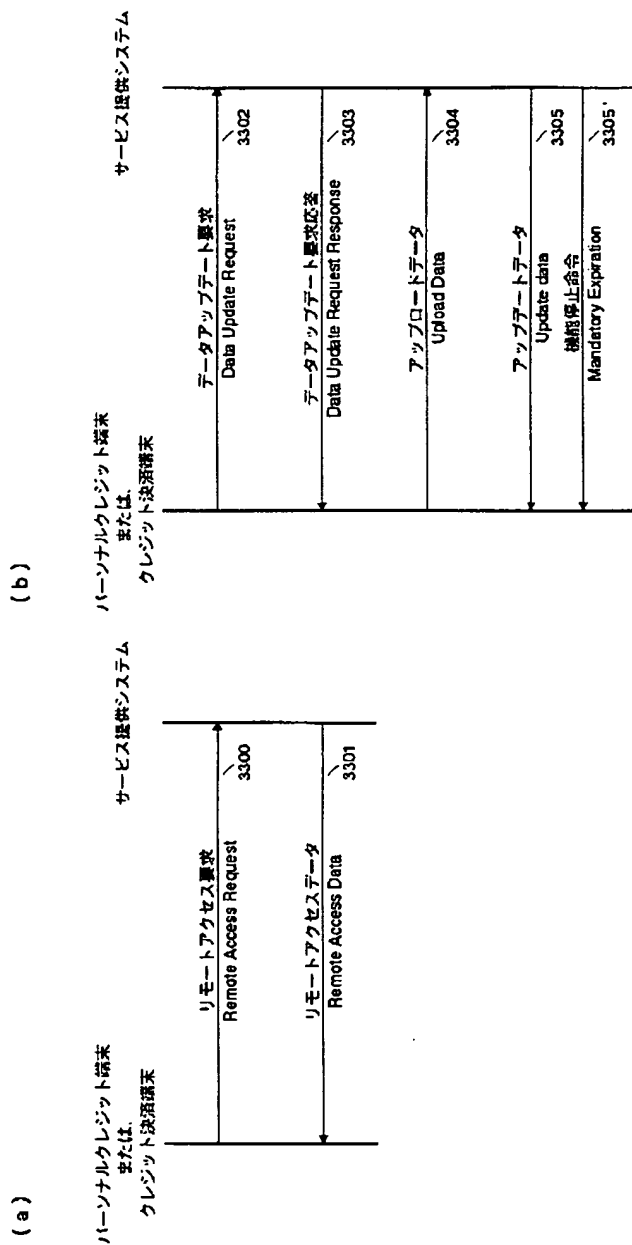 (a)
パーソナルクレジット端末
または、
クレジット決済端末
サービス提供システム
リモートアクセス要求
Remote Access Request
3300
リモートアクセスデータ
Remote Access Data
3301
(b)
パーソナルクレジット端末
または、
クレジット決済端末
サービス提供システム
データアップデート要求
Data Update Request
3302
データアップデート要求応答
Data Update Request Response
3303
アップロードデータ
Upload Data
3304
アップデートデータ
Update data
3305
機能停止命令
Mandatory Expiration
3305'